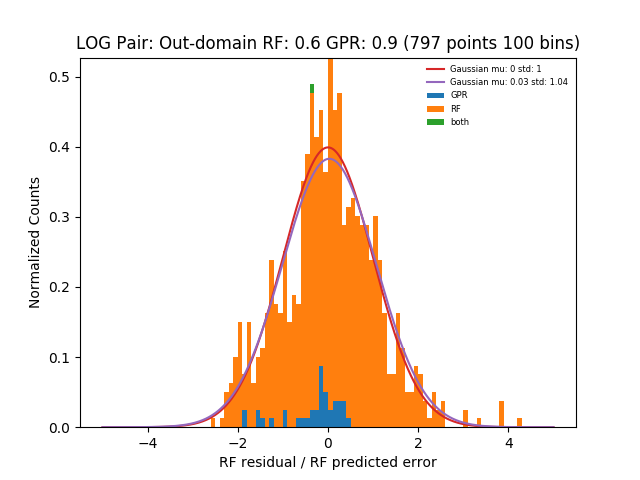 LOG Pair: Out-domain RF: 0.6 GPR: 0.9 (797 points 100 bins)
Gaussian mu: 0 std: 1
Gaussian mu: 0.03 std: 1.04
GPR
RF
both
Normalized Counts
0.5
0.4
0.3
0.2
0.1
0.0
−4
−2
0
2
4
RF residual / RF predicted error